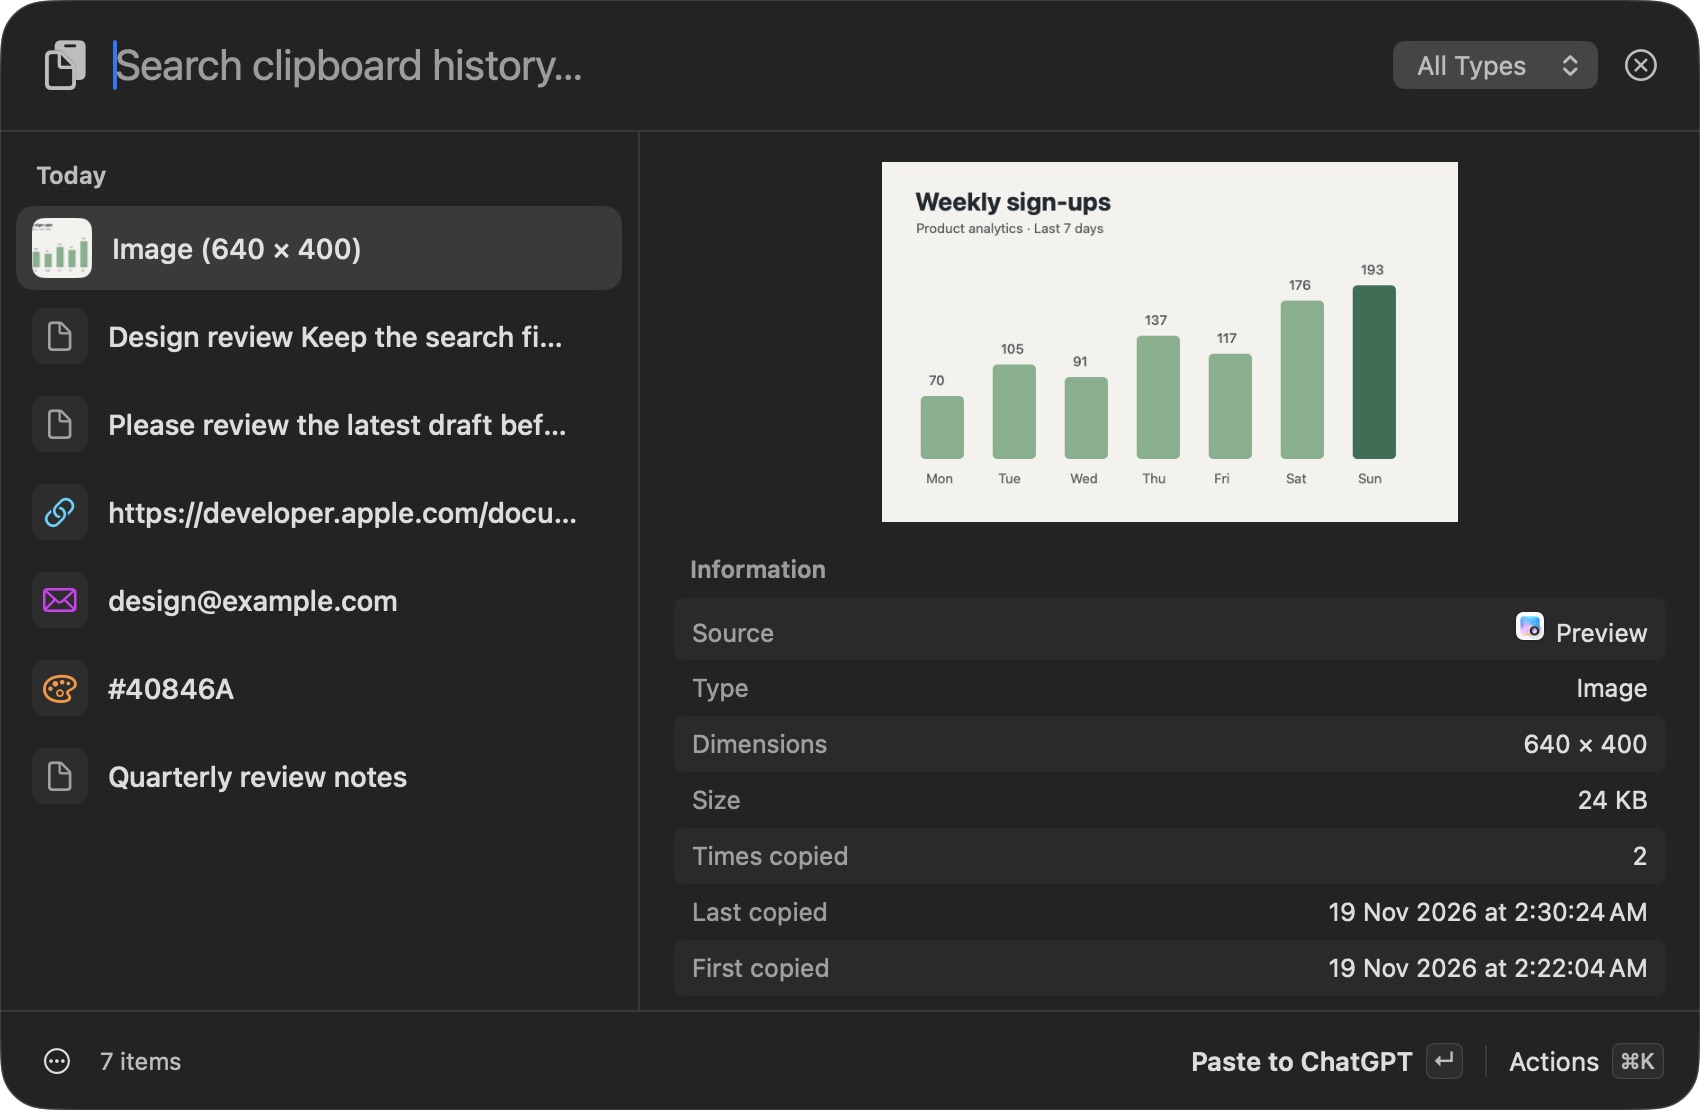 Search clipboard history...
All Types
Today
Image (640 × 400)
Design review Keep the search fi...
Please review the latest draft bef...
https://developer.apple.com/docu...
design@example.com
#40846A
Quarterly review notes
Weekly sign-ups
Product analytics · Last 7 days
70
105
91
137
117
176
193
Mon
Tue
Wed
Thu
Fri
Sat
Sun
Information
Source Preview
Type Image
Dimensions 640 × 400
Size 24 KB
Times copied 2
Last copied 19 Nov 2026 at 2:30:24 AM
First copied 19 Nov 2026 at 2:22:04 AM
7 items
Paste to ChatGPT ↵
Actions ⌘K